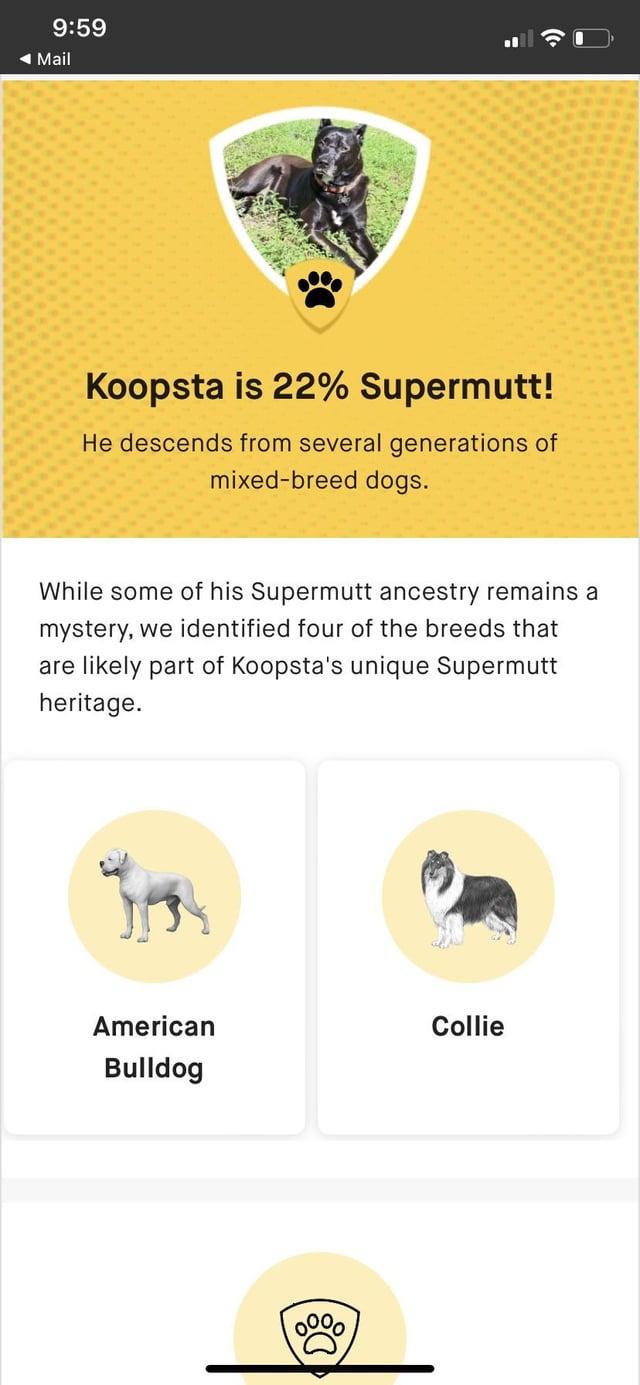 9:59
◀ Mail
Koopsta is 22% Supermutt!
He descends from several generations of
mixed-breed dogs.
While some of his Supermutt ancestry remains a
mystery, we identified four of the breeds that
are likely part of Koopsta's unique Supermutt
heritage.
American
Bulldog
Collie